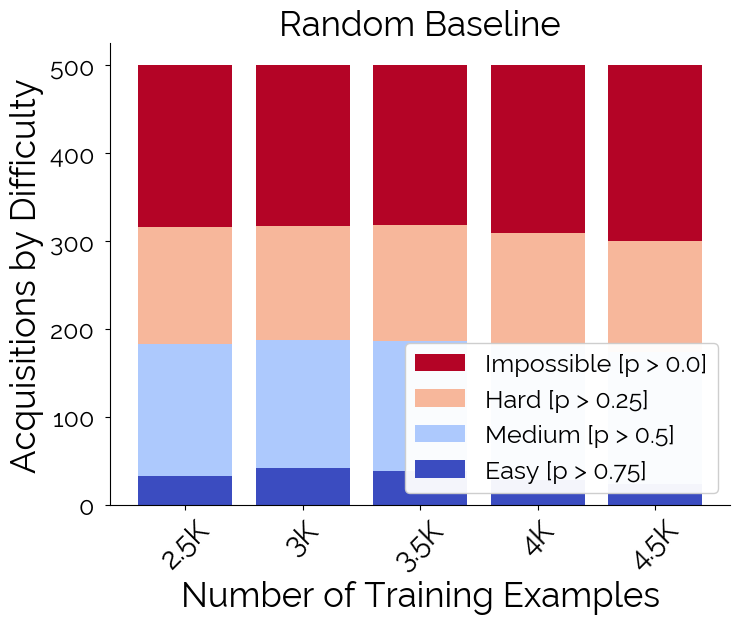 Random Baseline
Acquisitions by Difficulty
500
400
300
200
100
0
Impossible [p > 0.0]
Hard [p > 0.25]
Medium [p > 0.5]
Easy [p > 0.75]
2.5K
3K
3.5K
4K
4.5K
Number of Training Examples